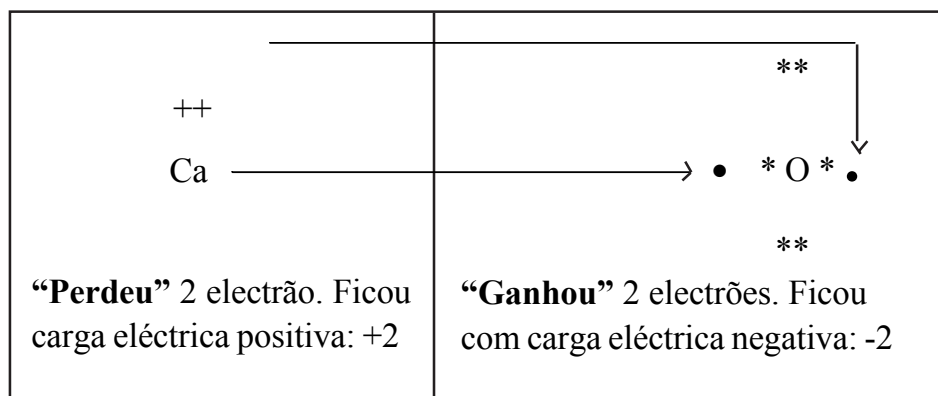 **
++
Ca • * O * •
**
“Perdeu” 2 electrão. Ficou
carga eléctrica positiva: +2
“Ganhou” 2 electrões. Ficou
com carga eléctrica negativa: -2